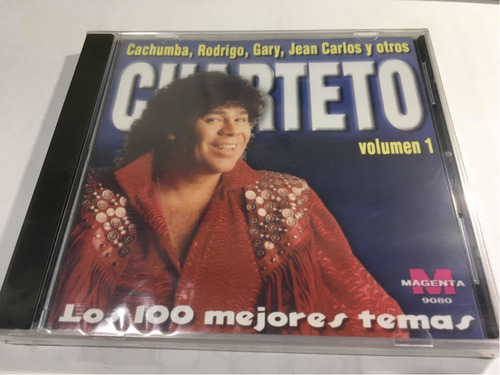 Cachumba, Rodrigo, Gary, Jean Carlos y otros
CUARTETO
volumen 1
M
MAGENTA
9080
Los 100 mejores temas